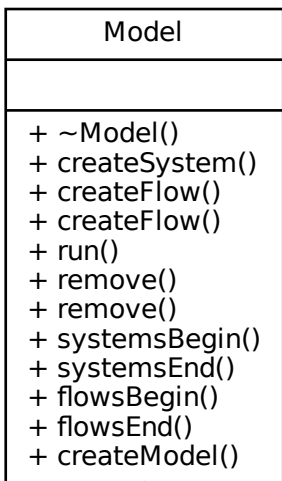 Model
+ ~Model()
+ createSystem()
+ createFlow()
+ createFlow()
+ run()
+ remove()
+ remove()
+ systemsBegin()
+ systemsEnd()
+ flowsBegin()
+ flowsEnd()
+ createModel()